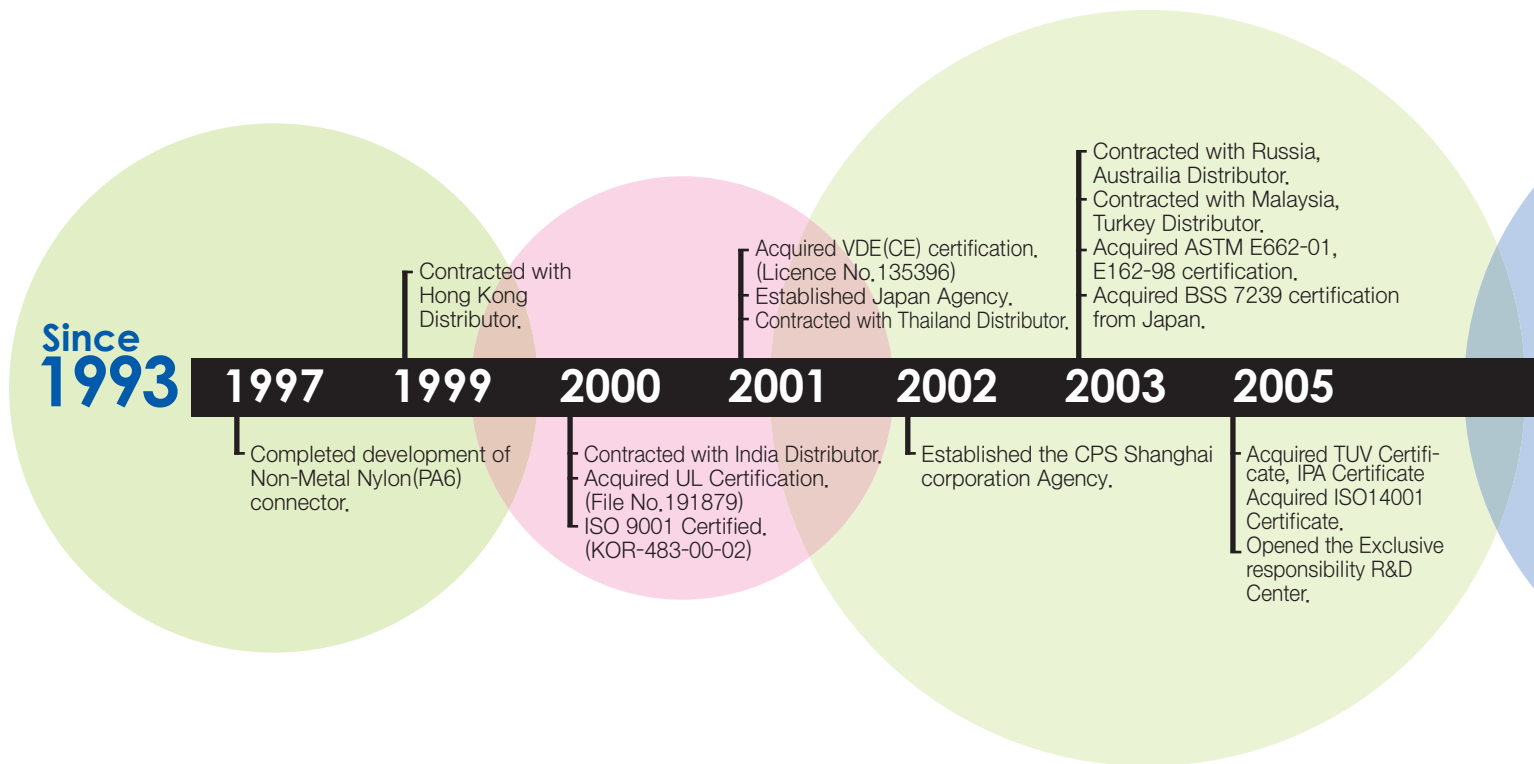 Since
1993
1997
Completed development of
Non-Metal Nylon(PA6)
connector.
1999
Contracted with
Hong Kong
Distributor.
2000
Contracted with India Distributor.
Acquired UL Certification.
(File No.191879)
ISO 9001 Certified.
(KOR-483-00-02)
2001
Acquired VDE(CE) certification.
(Licence No.135396)
Established Japan Agency.
Contracted with Thailand Distributor.
2002
Established the CPS Shanghai
corporation Agency.
2003
Contracted with Russia,
Austrailia Distributor.
Contracted with Malaysia,
Turkey Distributor.
Acquired ASTM E662-01,
E162-98 certification.
Acquired BSS 7239 certification
from Japan.
2005
Acquired TUV Certifi-
cate, IPA Certificate
Acquired ISO14001
Certificate.
Opened the Exclusive
responsibility R&D
Center.